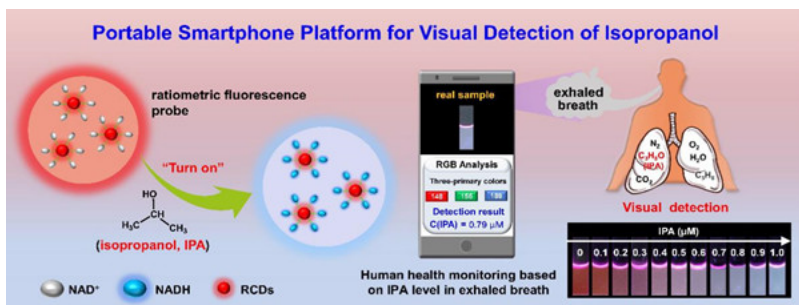 Portable Smartphone Platform for Visual Detection of Isopropanol
ratiometric fluorescence
probe
"Turn on"
HO
CH
H₃C
CH₃
(isopropanol, IPA)
NAD⁺
NADH
RCDs
real sample
RGB Analysis
Three-primary colors
148
Detection result
C(IPA) = 0.79 μM
Human health monitoring based
on IPA level in exhaled breath
exhaled
breath
N₂
C₃H₈O
(IPA)
CO₂
O₂
H₂O
Visual detection
IPA (μM)
0 0.1 0.2 0.3 0.4 0.5 0.6 0.7 0.8 0.9 1.0